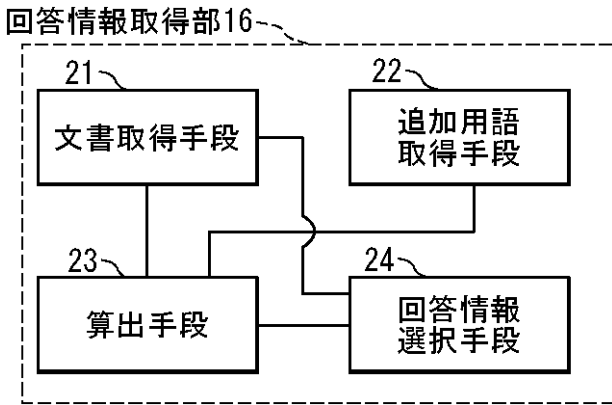 回答情報取得部16
21
文書取得手段
22
追加用語
取得手段
23
算出手段
24
回答情報
選択手段